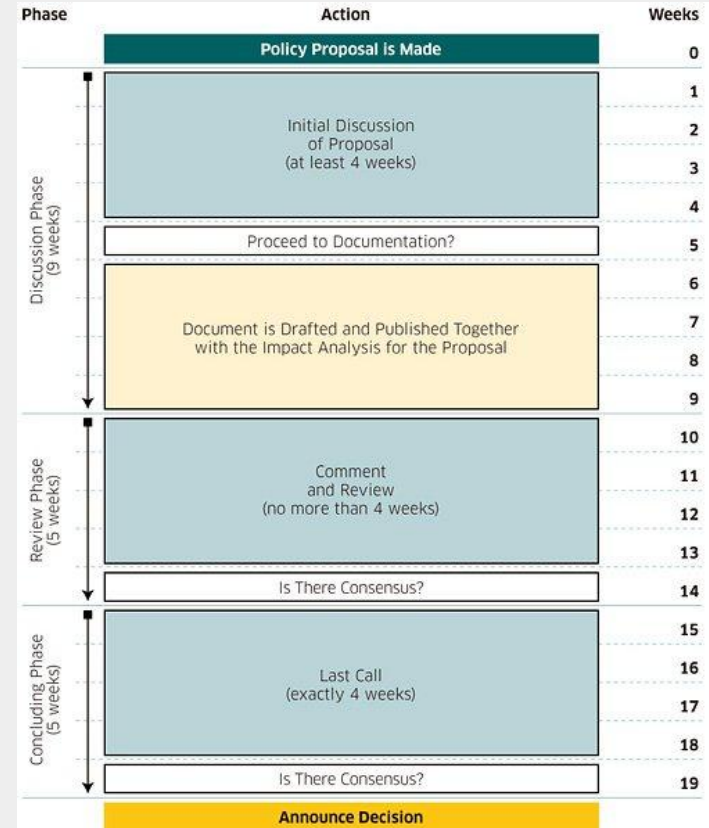 Phase Action Weeks
Policy Proposal is Made 0
Discussion Phase
(9 weeks)
1
Initial Discussion
of Proposal
(at least 4 weeks)
2
3
4
Proceed to Documentation? 5
6
Document is Drafted and Published Together
with the Impact Analysis for the Proposal
7
8
9
Review Phase
(5 weeks)
10
Comment
and Review
(no more than 4 weeks)
11
12
13
Is There Consensus? 14
Concluding Phase
(5 weeks)
15
Last Call
(exactly 4 weeks)
16
17
18
Is There Consensus? 19
Announce Decision